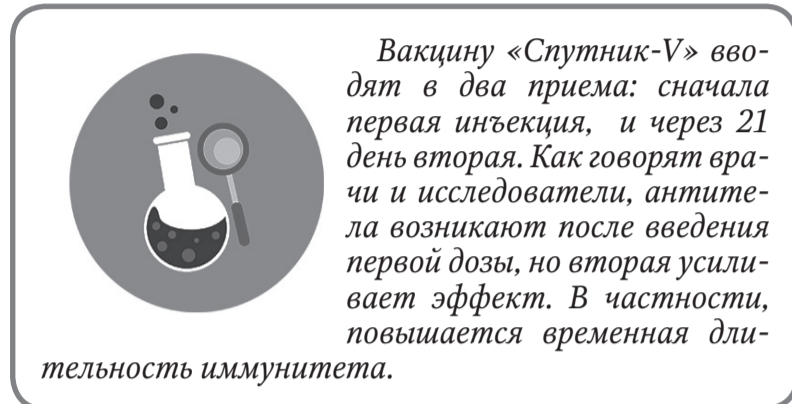 Вакцину «Спутник-V» вво-
дят в два приема: сначала
первая инъекция, и через 21
день вторая. Как говорят вра-
чи и исследователи, антите-
ла возникают после введения
первой дозы, но вторая усили-
вает эффект. В частности,
повышается временная дли-
тельность иммунитета.